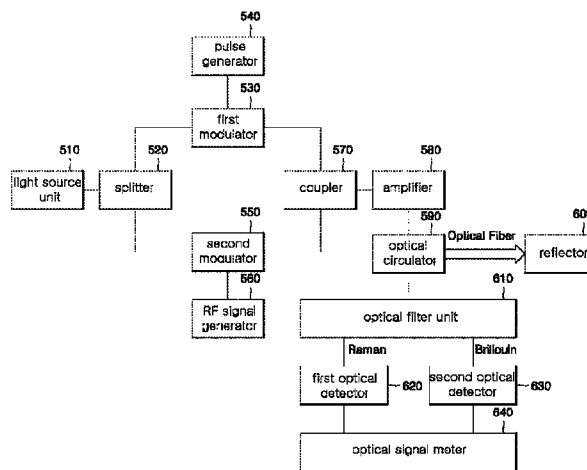 540
pulse
generator
530
first
modulator
510
light source
unit
520
splitter
570
coupler
580
amplifier
550
second
modulator
590
optical
circulator
Optical Fiber
reflector
560
RF signal
generator
610
optical filter unit
Raman
Brillouin
first optical
detector
620
second optical
detector
630
640
optical signal meter